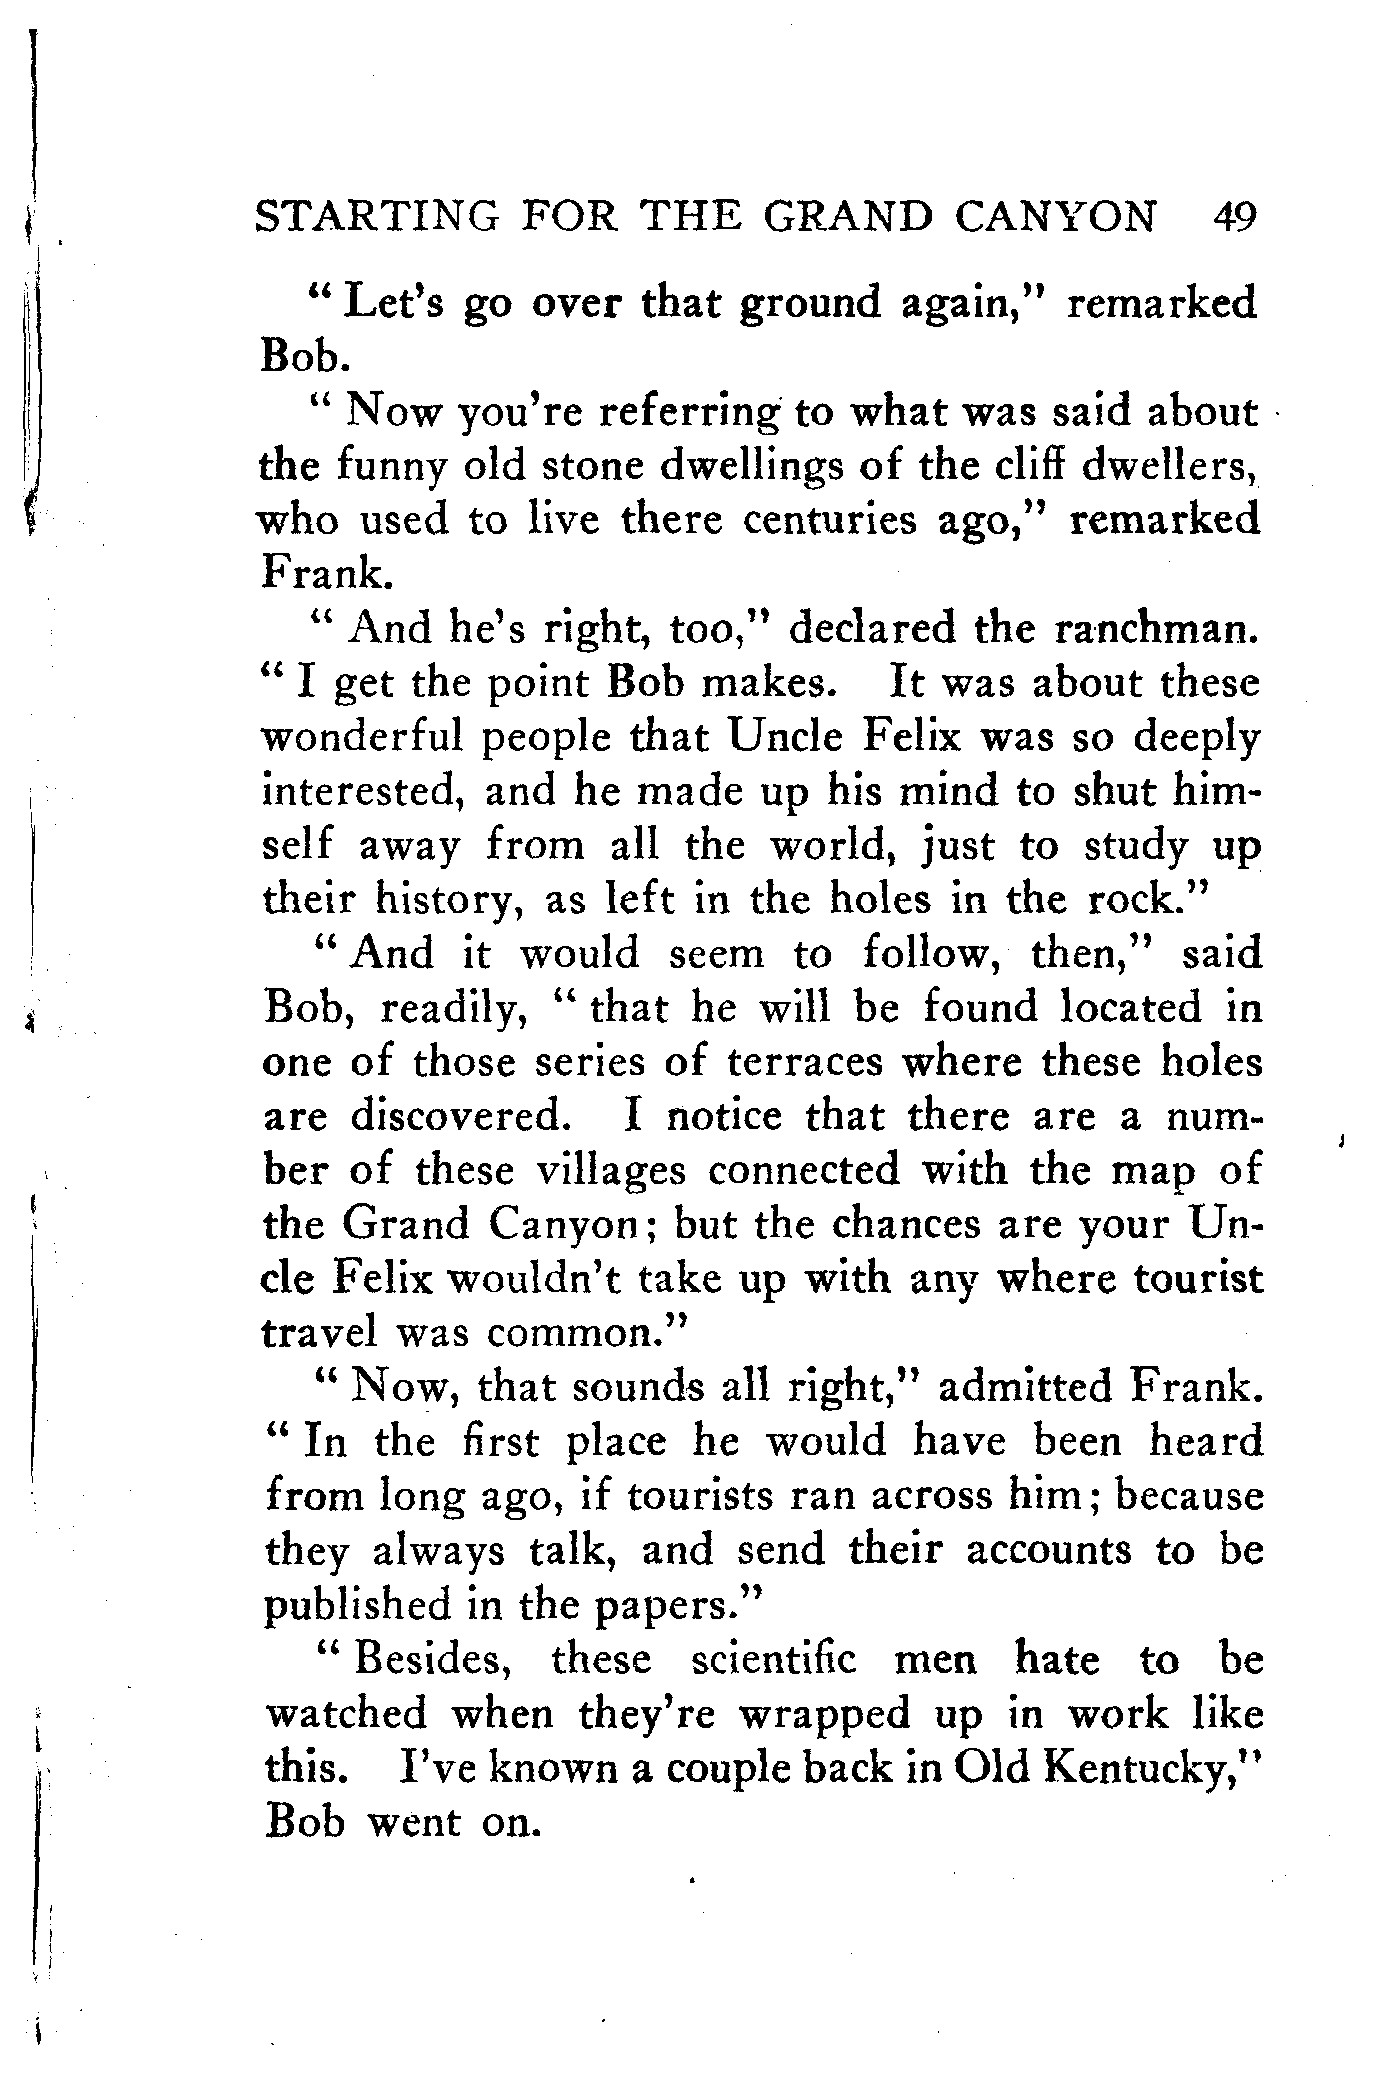 STARTING FOR THE GRAND CANYON 49
“ Let's go over that ground again,” remarked
Bob.
“ Now you're referring to what was said about
the funny old stone dwellings of the cliff dwellers,
who used to live there centuries ago,” remarked
Frank.
“ And he's right, too,” declared the ranchman.
“ I get the point Bob makes. It was about these
wonderful people that Uncle Felix was so deeply
interested, and he made up his mind to shut him-
self away from all the world, just to study up
their history, as left in the holes in the rock.”
“ And it would seem to follow, then,” said
Bob, readily, “ that he will be found located in
one of those series of terraces where these holes
are discovered. I notice that there are a num-
ber of these villages connected with the map of
the Grand Canyon; but the chances are your Un-
cle Felix wouldn't take up with any where tourist
travel was common.”
“ Now, that sounds all right,” admitted Frank.
“ In the first place he would have been heard
from long ago, if tourists ran across him; because
they always talk, and send their accounts to be
published in the papers.”
“ Besides, these scientific men hate to be
watched when they're wrapped up in work like
this. I've known a couple back in Old Kentucky,”
Bob went on.